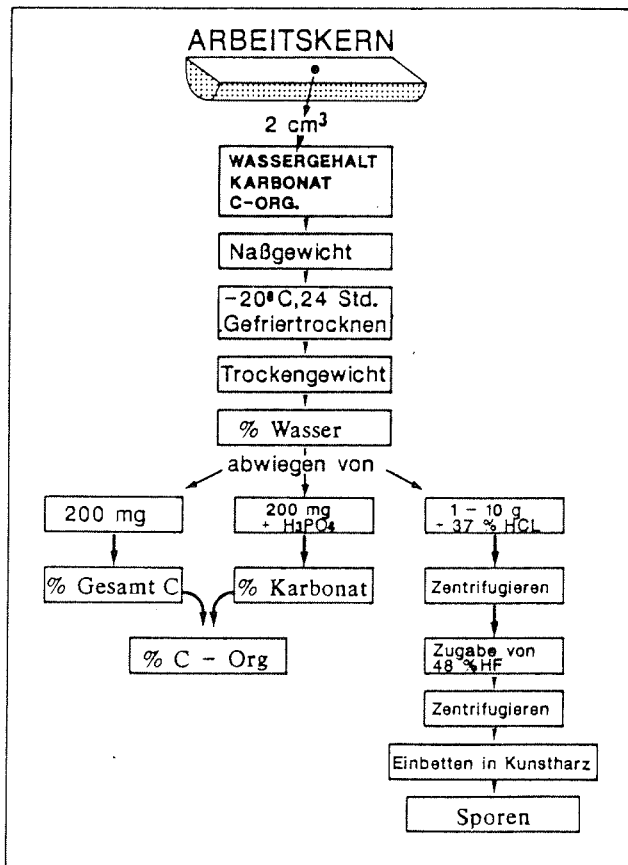 ARBEITSKERN
2 cm³
WASSERGEHALT
KARBONAT
C-ORG.
Naßgewicht
-20°C, 24 Std.
Gefriertrocknen
Trockengewicht
% Wasser
abwiegen von
200 mg
200 mg
+ H3PO4
1 - 10 g
- 37 % HCL
% Gesamt C
% Karbonat
Zentrifugieren
% C - Org
Zugabe von
48 % HF
Zentrifugieren
Einbetten in Kunstharz
Sporen